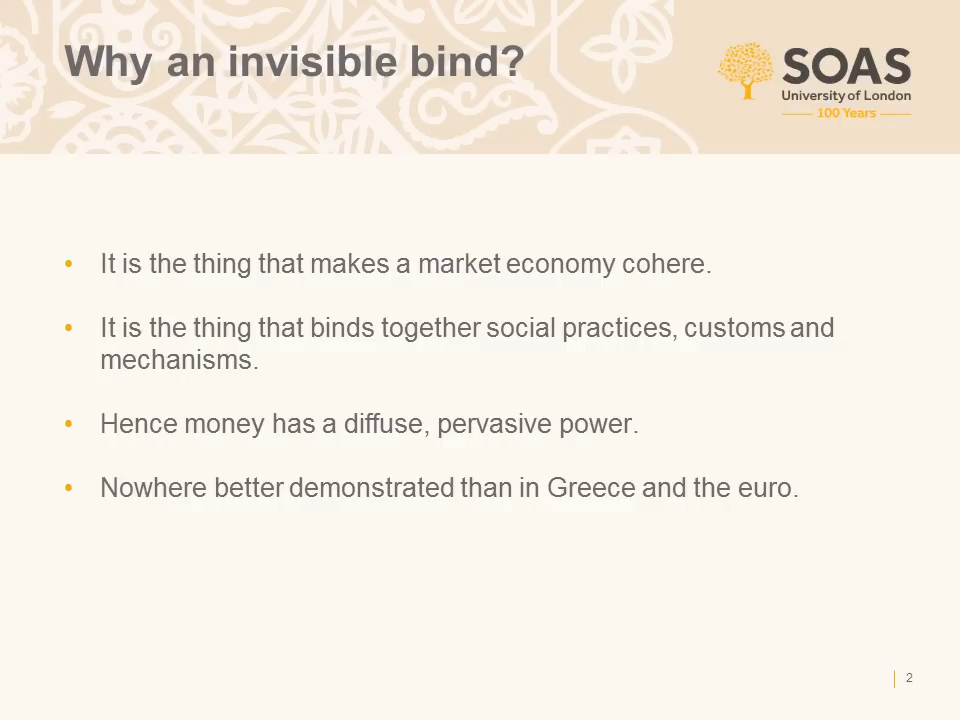 Why an invisible bind?
SOAS
University of London
100 Years
• It is the thing that makes a market economy cohere.
• It is the thing that binds together social practices, customs and
mechanisms.
• Hence money has a diffuse, pervasive power.
• Nowhere better demonstrated than in Greece and the euro.
2